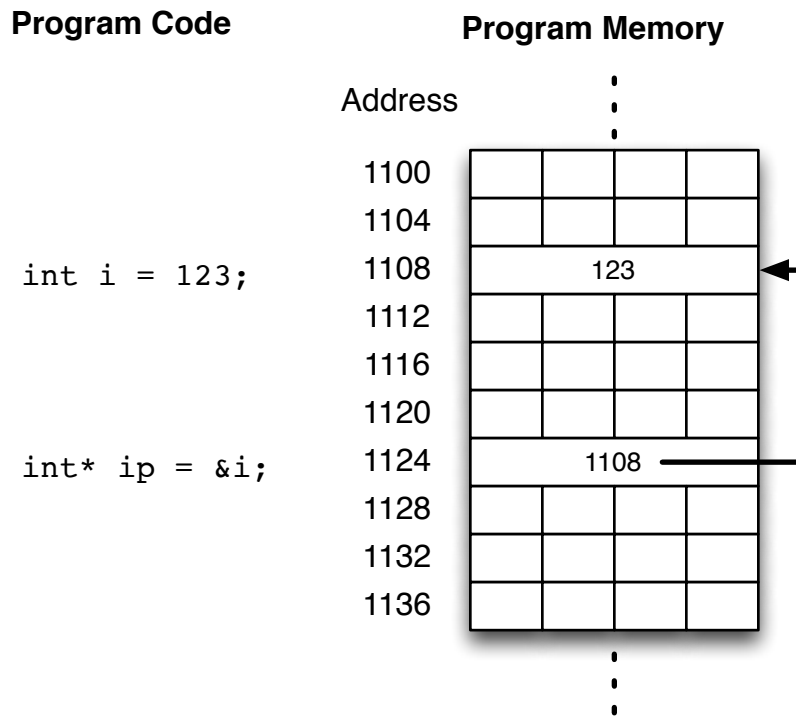 Program Code
Program Memory
Address
1100
1104
int i = 123;
1108
123
1112
1116
1120
int* ip = &i;
1124
1108
1128
1132
1136